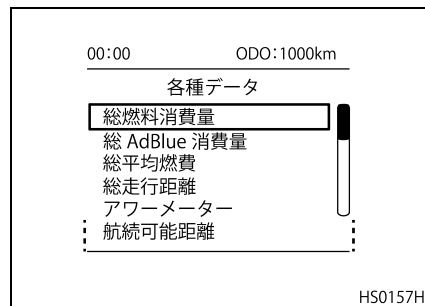 00:00 ODO:1000km
各種データ
総燃料消費量
総 AdBlue 消費量
総平均燃費
総走行距離
アワーメーター
航続可能距離
HS0157H